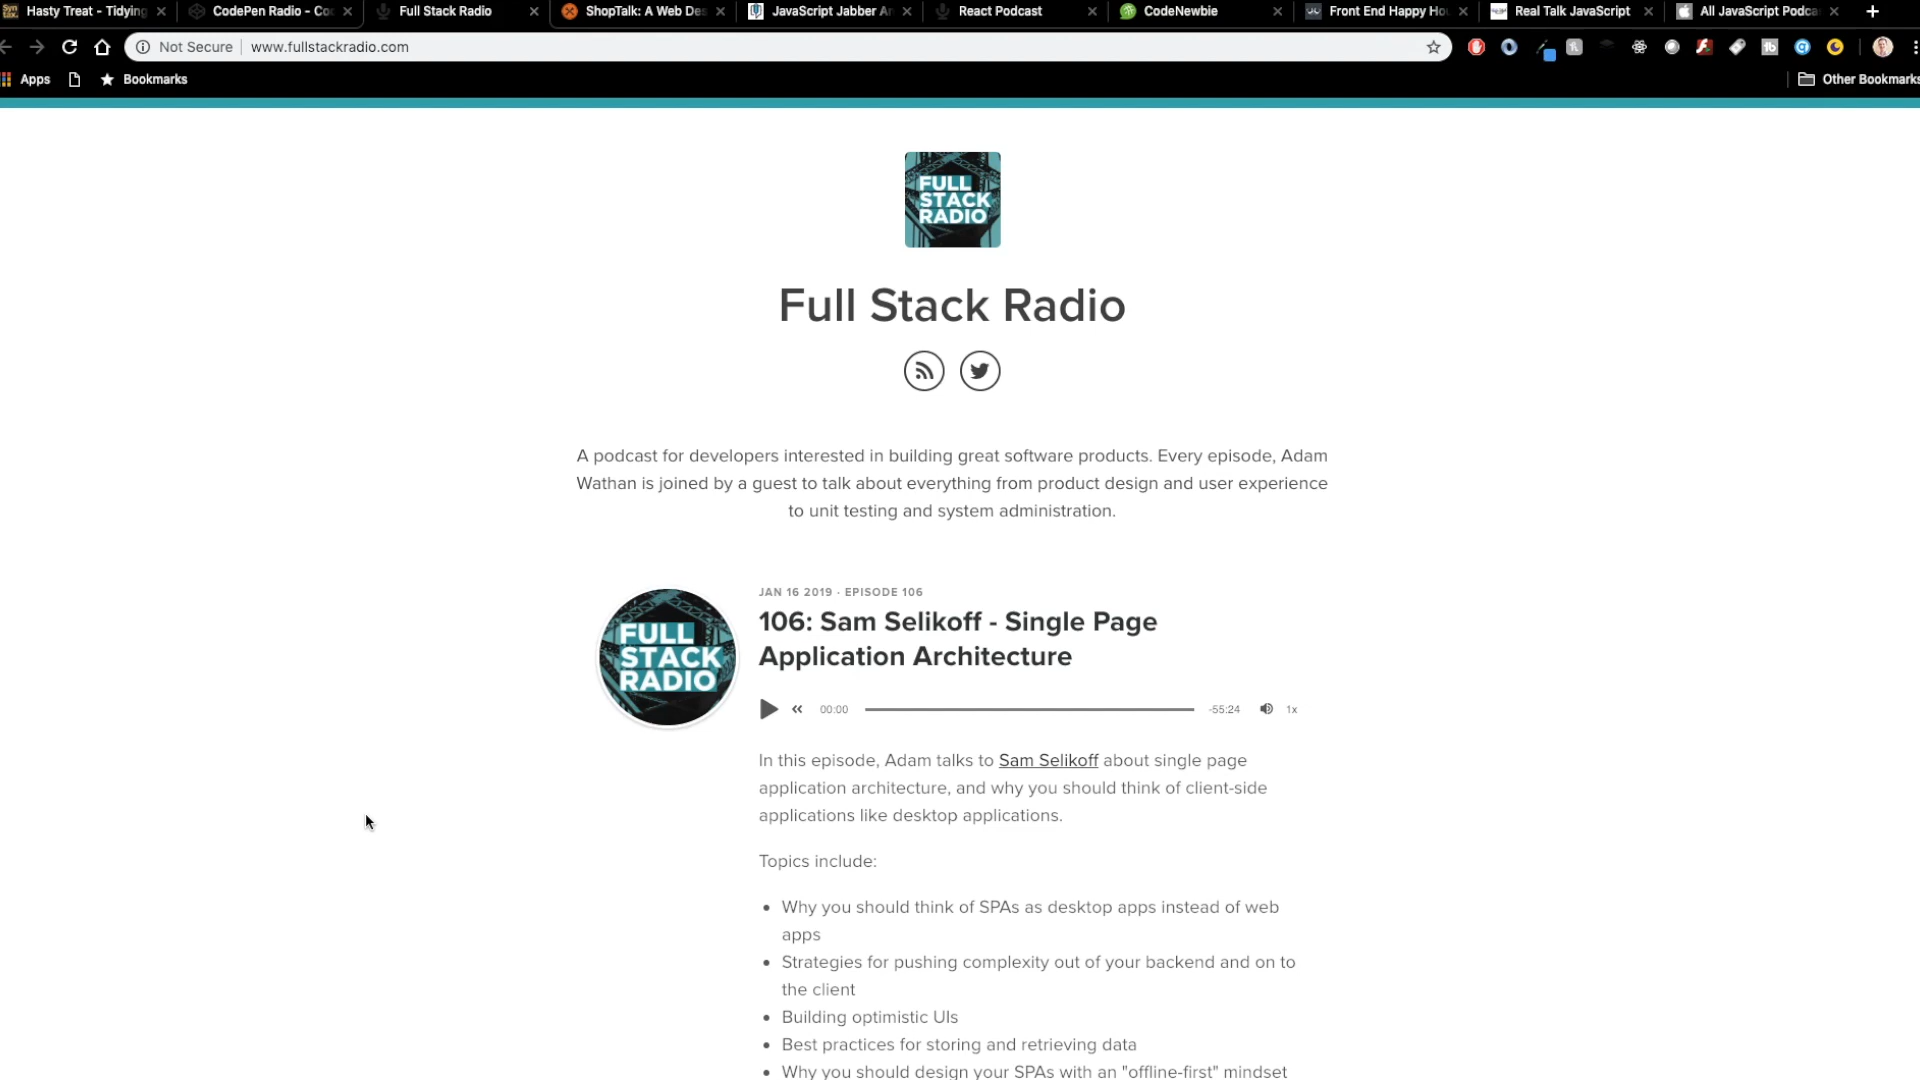 Hasty Treat - Tidying
CodePen Radio - Co
Full Stack Radio
ShopTalk: A Web Des
JavaScript Jabber Ar
React Podcast
CodeNewbie
Front End Happy Ho
Real Talk JavaScript
All JavaScript Podca
Not Secure
www.fullstackradio.com
Apps
Bookmarks
Other Bookmarks
FULL
STACK
RADIO
Full Stack Radio
A podcast for developers interested in building great software products. Every episode, Adam
Wathan is joined by a guest to talk about everything from product design and user experience
to unit testing and system administration.
FULL
STACK
RADIO
JAN 16 2019 · EPISODE 106
106: Sam Selikoff - Single Page
Application Architecture
00:00
-55:24
1x
In this episode, Adam talks to Sam Selikoff about single page
application architecture, and why you should think of client-side
applications like desktop applications.
Topics include:
• Why you should think of SPAs as desktop apps instead of web
apps
• Strategies for pushing complexity out of your backend and on to
the client
• Building optimistic UIs
• Best practices for storing and retrieving data
• Why you should design your SPAs with an "offline-first" mindset